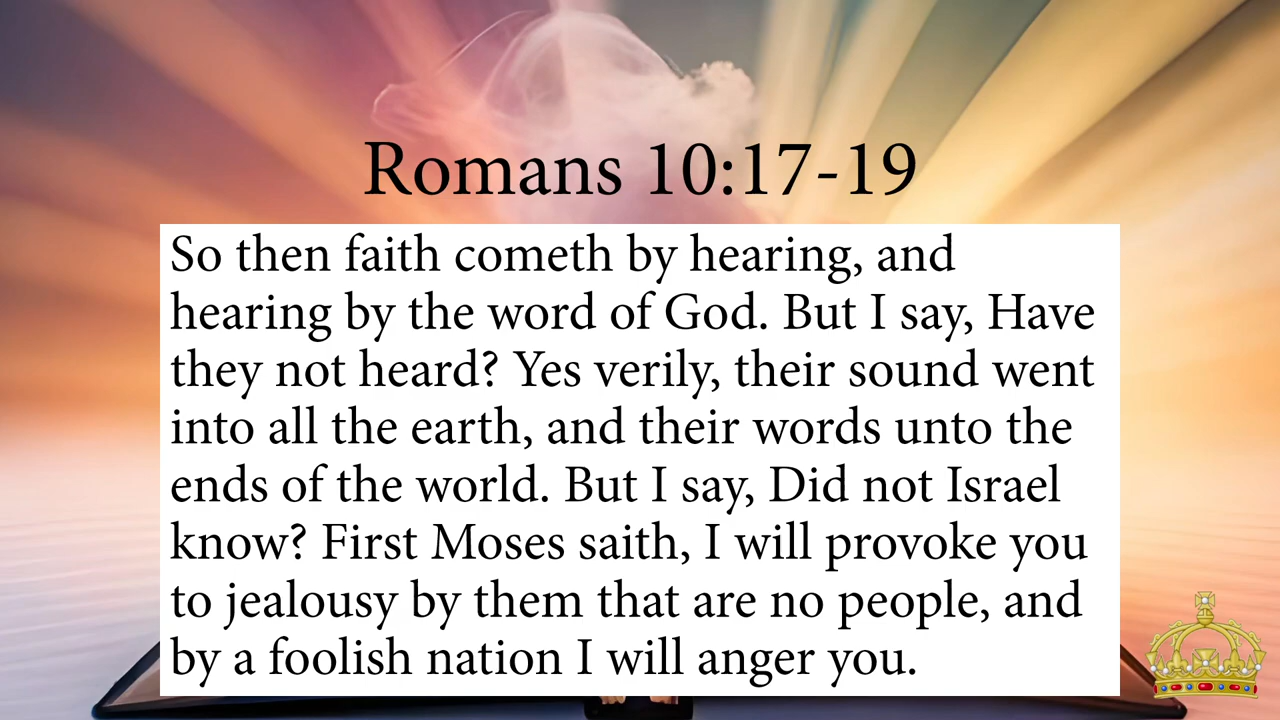 Romans 10:17-19
So then faith cometh by hearing, and
hearing by the word of God. But I say, Have
they not heard? Yes verily, their sound went
into all the earth, and their words unto the
ends of the world. But I say, Did not Israel
know? First Moses saith, I will provoke you
to jealousy by them that are no people, and
by a foolish nation I will anger you.